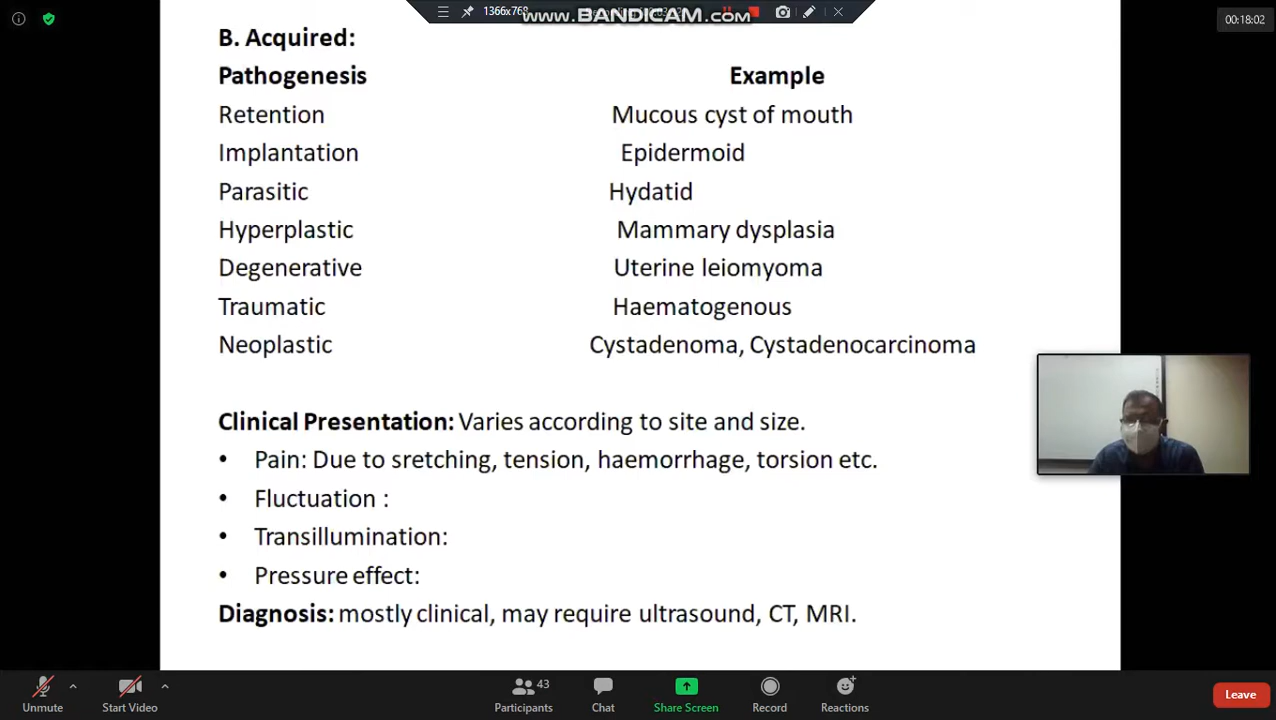 1366x768
www.BANDICAM.com
00:18:02
B. Acquired:
Pathogenesis Example
Retention Mucous cyst of mouth
Implantation Epidermoid
Parasitic Hydatid
Hyperplastic Mammary dysplasia
Degenerative Uterine leiomyoma
Traumatic Haematogenous
Neoplastic Cystadenoma, Cystadenocarcinoma
Clinical Presentation: Varies according to site and size.
• Pain: Due to sretching, tension, haemorrhage, torsion etc.
• Fluctuation :
• Transillumination:
• Pressure effect:
Diagnosis: mostly clinical, may require ultrasound, CT, MRI.
Unmute Start Video Participants 43 Chat Share Screen Record Reactions Leave